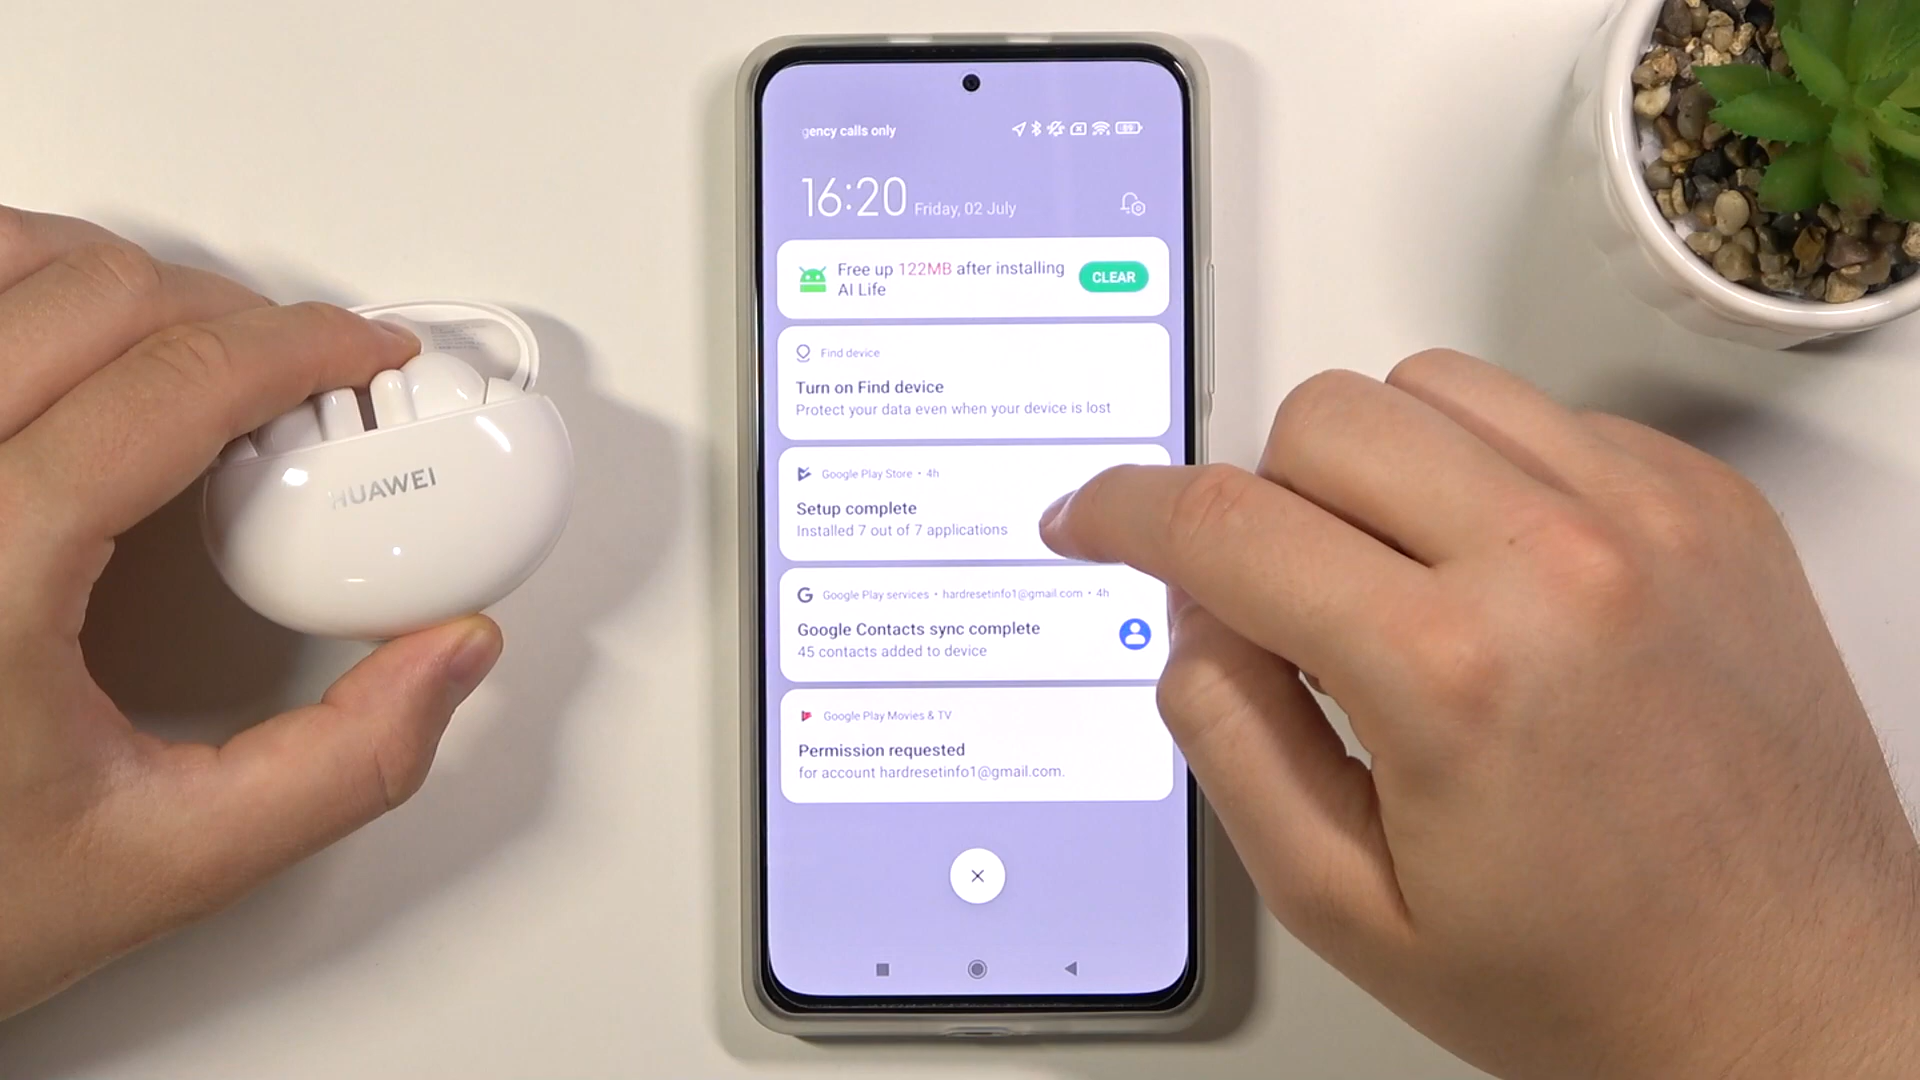 gency calls only
89
16:20 Friday, 02 July
Free up 122MB after installing
AI Life
CLEAR
Find device
Turn on Find device
Protect your data even when your device is lost
Google Play Store • 4h
Setup complete
Installed 7 out of 7 applications
Google Play services • hardresetinfo1@gmail.com • 4h
Google Contacts sync complete
45 contacts added to device
Google Play Movies & TV
Permission requested
for account hardresetinfo1@gmail.com.
HUAWEI